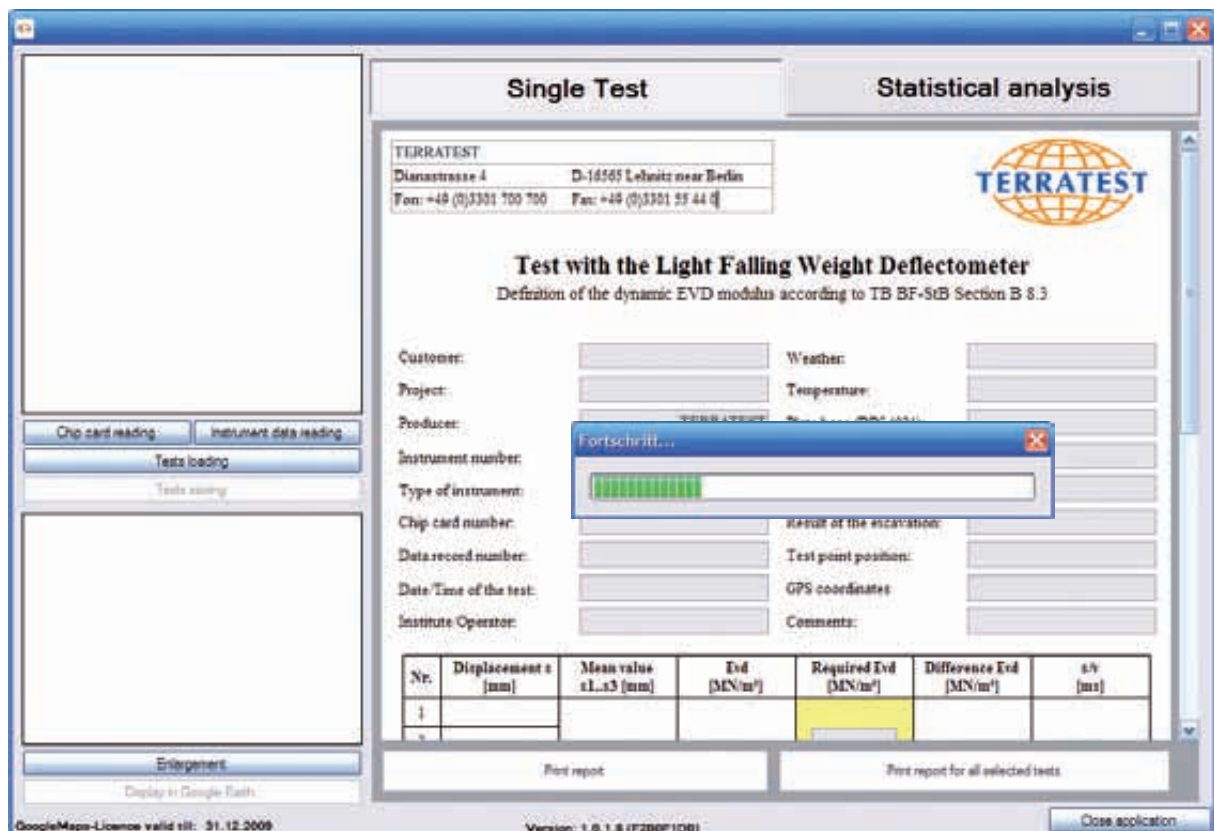 Single Test
Statistical analysis
TERRATEST
Dianastrasse 4 D-16565 Lehnitz near Berlin
Fon: +49 (0)3301 700 700 Fax: +49 (0)3301 55 44 0
TERRATEST
Test with the Light Falling Weight Deflectometer
Definition of the dynamic EVD modulus according to TB BF-StB Section B 8.3
Customer: Weather:
Project: Temperature:
Producer: TERRATEST
Instrument number:
Type of instrument:
Chip card number: Result of the excavation:
Data record number: Test point position:
Date/Time of the test: GPS coordinates
Institute Operator: Comments:
Fortschritt...
Nr. Displacement s [mm] Mean value s1..s3 [mm] Evd [MN/m²] Required Evd [MN/m²] Difference Evd [MN/m²] s/v [ms]
1
Chip card reading Instrument data reading
Tests loading
Tests saving
Enlargement
Display in Google Earth
Print report Print report for all selected tests
GoogleMaps-Licence valid till: 31.12.2009
Close application